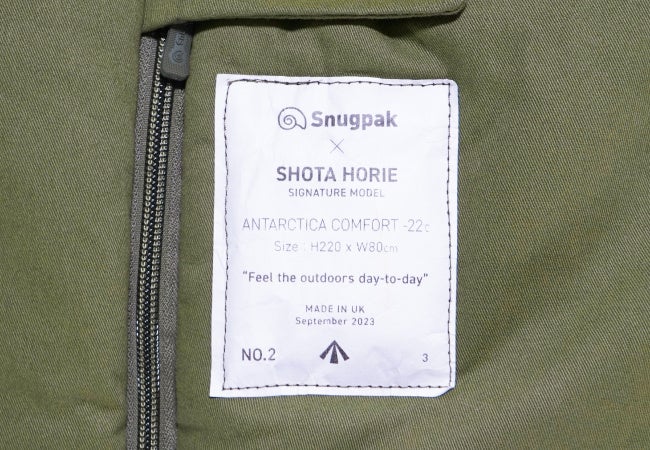 Snugpak
×
SHOTA HORIE
SIGNATURE MODEL
ANTARCTICA COMFORT -22c
Size : H220 x W80cm
“Feel the outdoors day-to-day”
MADE IN UK
September 2023
NO.2 3